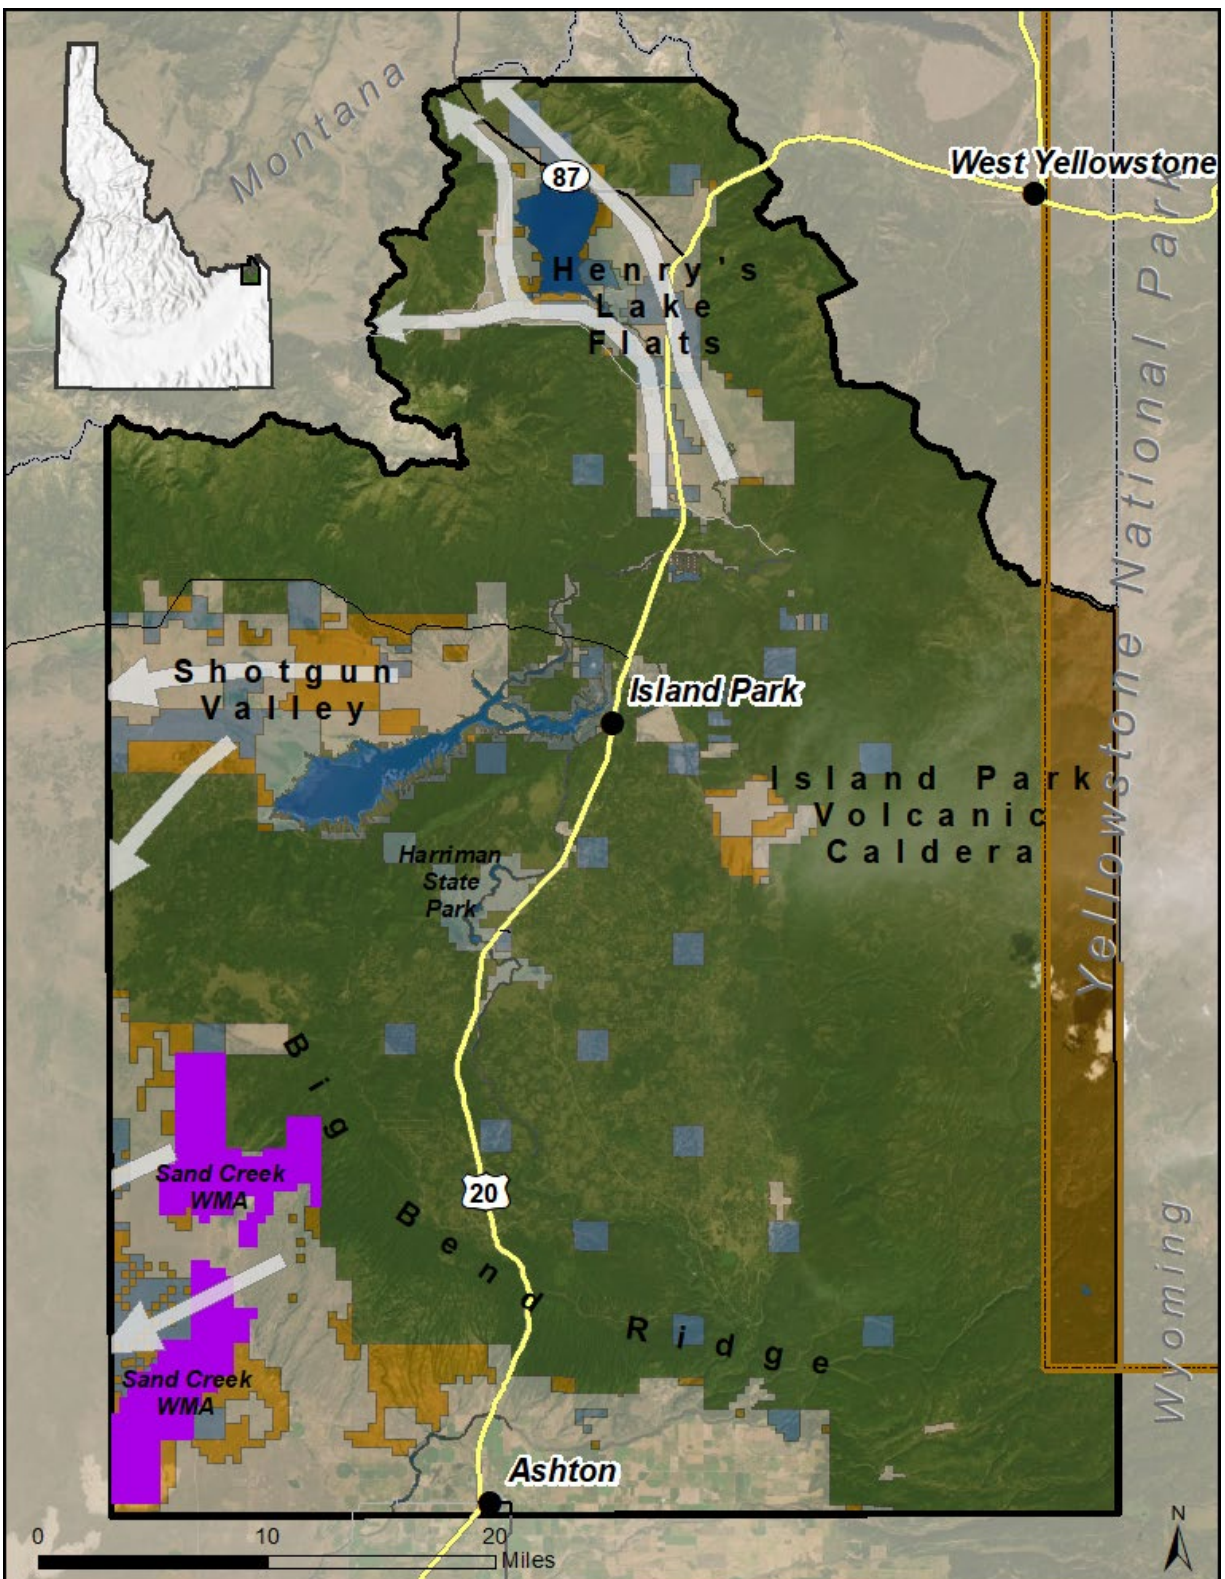 Montana
87
West Yellowstone
Henry's
Lake
Flats
Yellowstone National Park
Shotgun
Valley
Island Park
Island Park
Volcanic
Caldera
Harriman
State
Park
Big Bend Ridge
Sand Creek
WMA
20
Sand Creek
WMA
Wyoming
Ashton
N
0 10 20
Miles